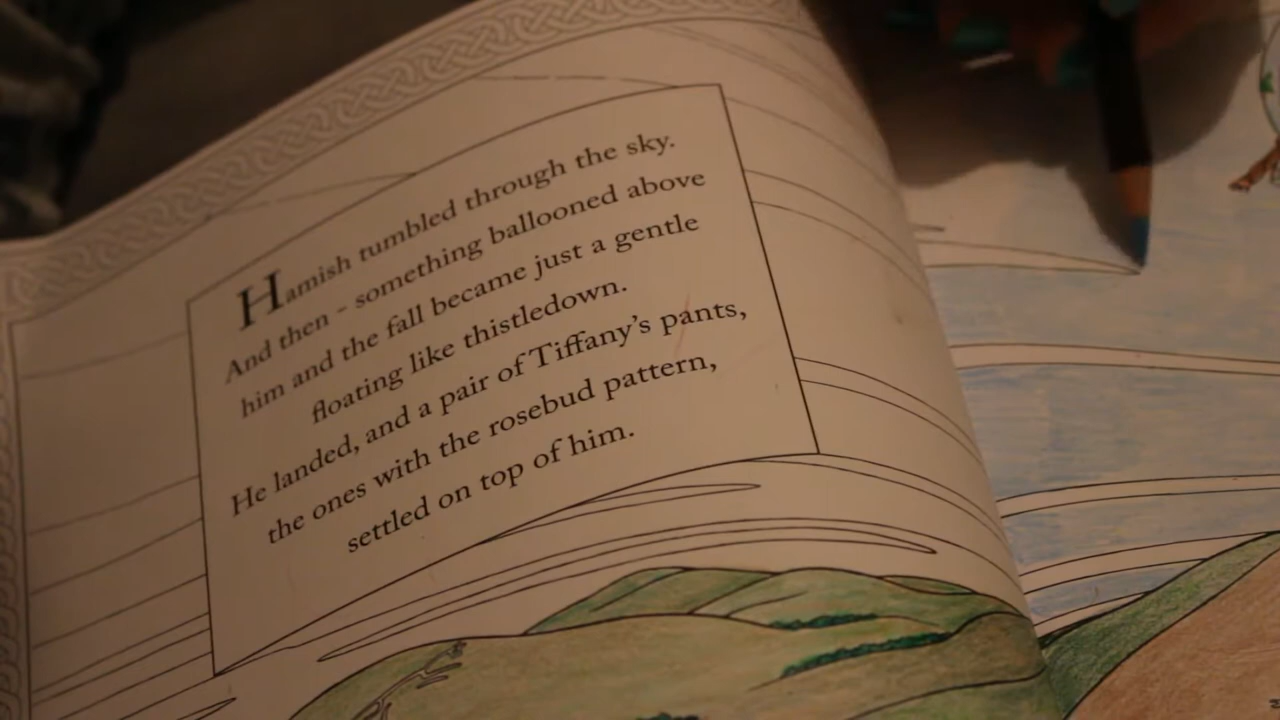 Hamish tumbled through the sky.
And then - something ballooned above
him and the fall became just a gentle
floating like thistledown.
He landed, and a pair of Tiffany's pants,
the ones with the rosebud pattern,
settled on top of him.